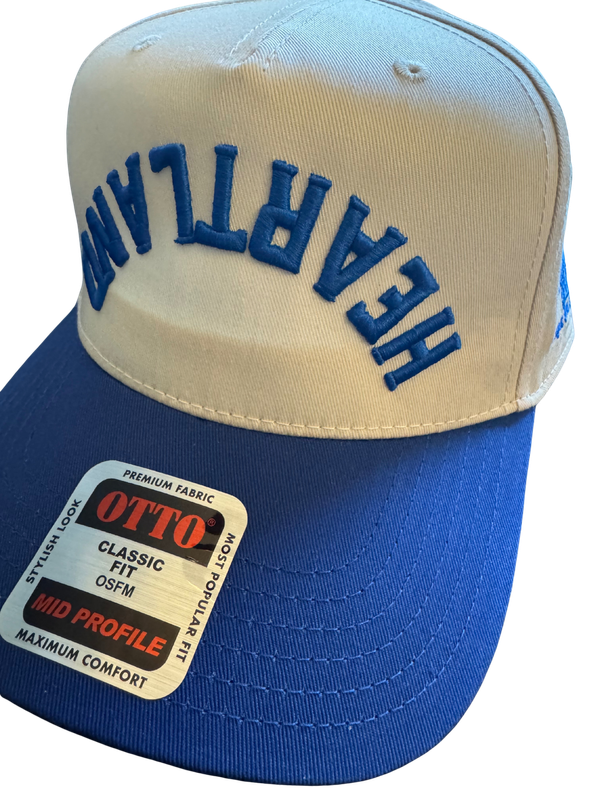 HEARTLAND
PREMIUM FABRIC
STYLISH LOOK
OTTO®
CLASSIC
FIT
OSFM
MID PROFILE
MOST POPULAR FIT
MAXIMUM COMFORT